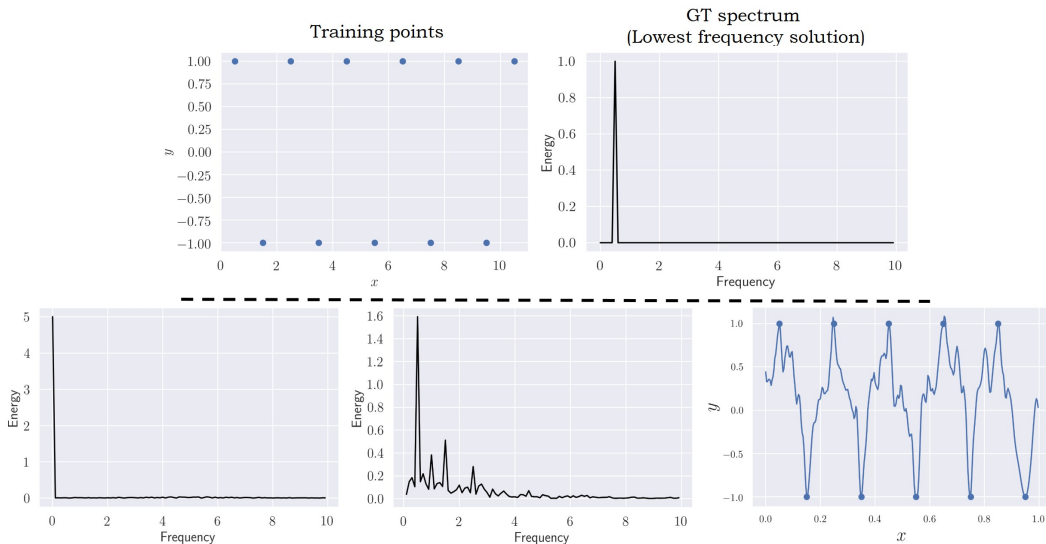 Training points
GT spectrum
(Lowest frequency solution)
1.00
0.75
0.50
0.25
0.00
−0.25
−0.50
−0.75
−1.00
y
0 2 4 6 8 10
x
1.0
0.8
0.6
0.4
0.2
0.0
Energy
0 2 4 6 8 10
Frequency
5
4
3
2
1
0
Energy
0 2 4 6 8 10
Frequency
1.6
1.4
1.2
1.0
0.8
0.6
0.4
0.2
0.0
Energy
0 2 4 6 8 10
Frequency
1.0
0.5
0.0
−0.5
−1.0
y
0.0 0.2 0.4 0.6 0.8 1.0
x